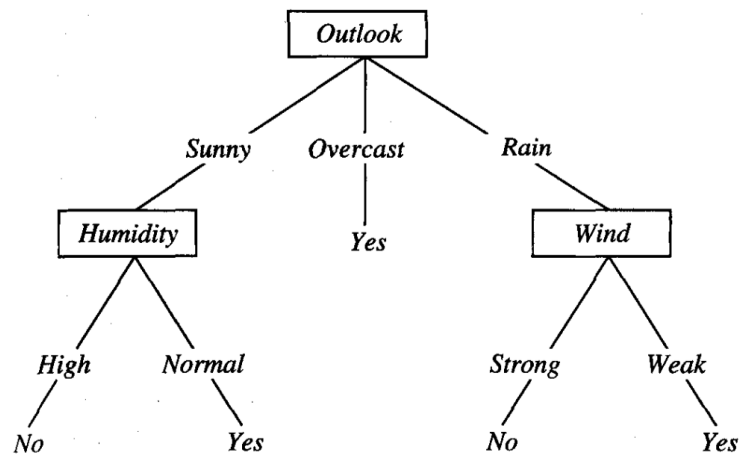 Outlook
Sunny Overcast Rain
Humidity Yes Wind
High Normal Strong Weak
No Yes No Yes